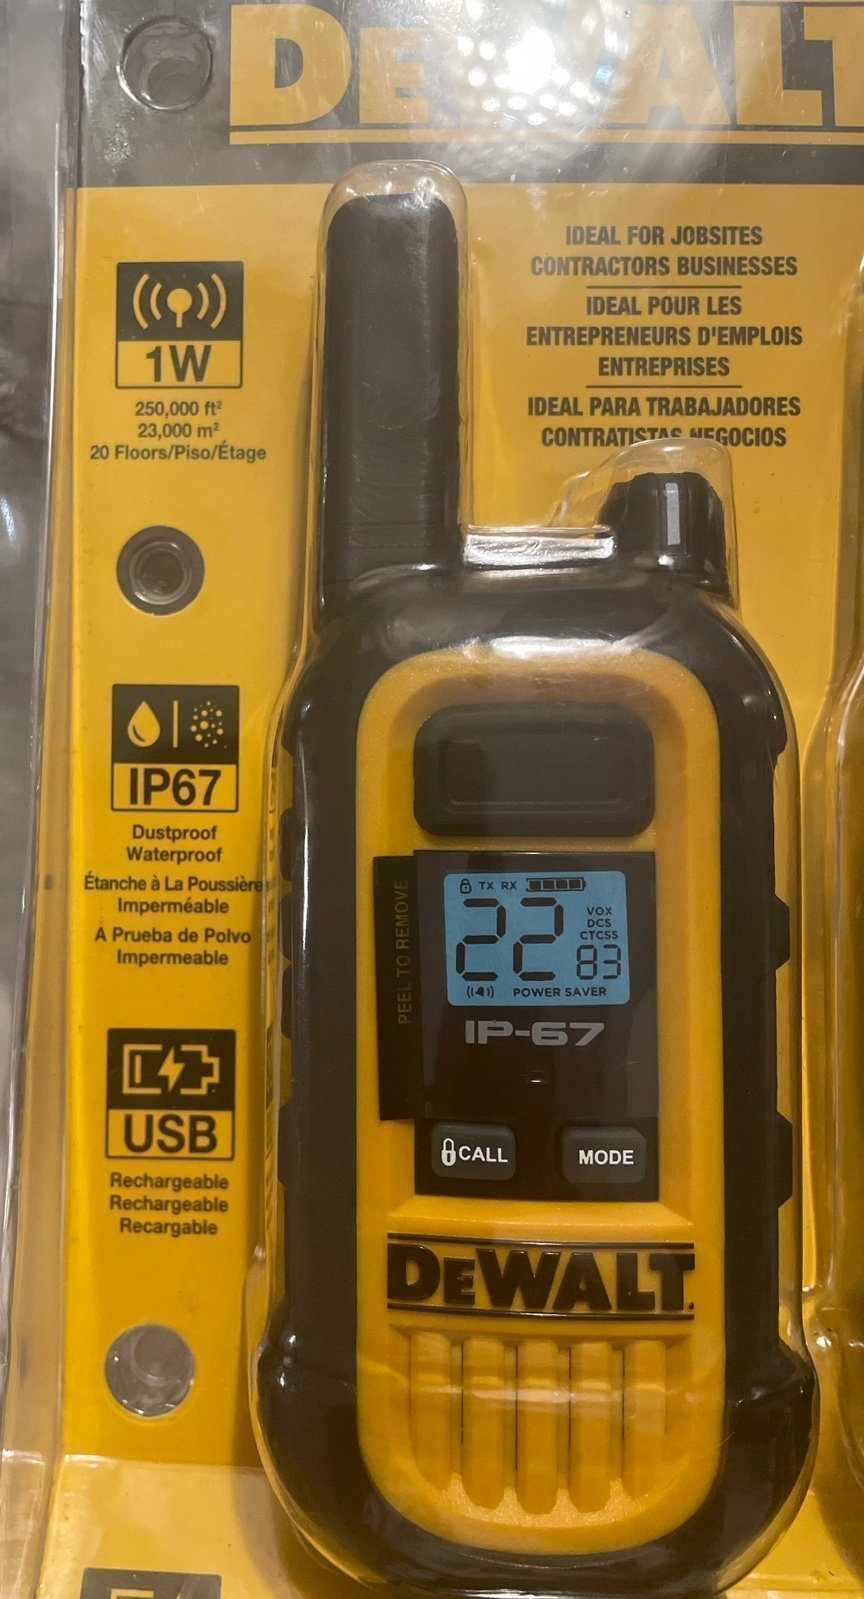 DEWALT
IDEAL FOR JOBSITES
CONTRACTORS BUSINESSES
IDEAL POUR LES
ENTREPRENEURS D'EMPLOIS
ENTREPRISES
IDEAL PARA TRABAJADORES
CONTRATISTAS NEGOCIOS
1W
250,000 ft²
23,000 m²
20 Floors/Piso/Étage
IP67
Dustproof
Waterproof
Étanche à La Poussière
Imperméable
A Prueba de Polvo
Impermeable
USB
Rechargeable
Rechargeable
Recargable
PEEL TO REMOVE
TX RX
22
VOX
DCS
CTCSS
83
POWER SAVER
IP-67
CALL
MODE
DEWALT